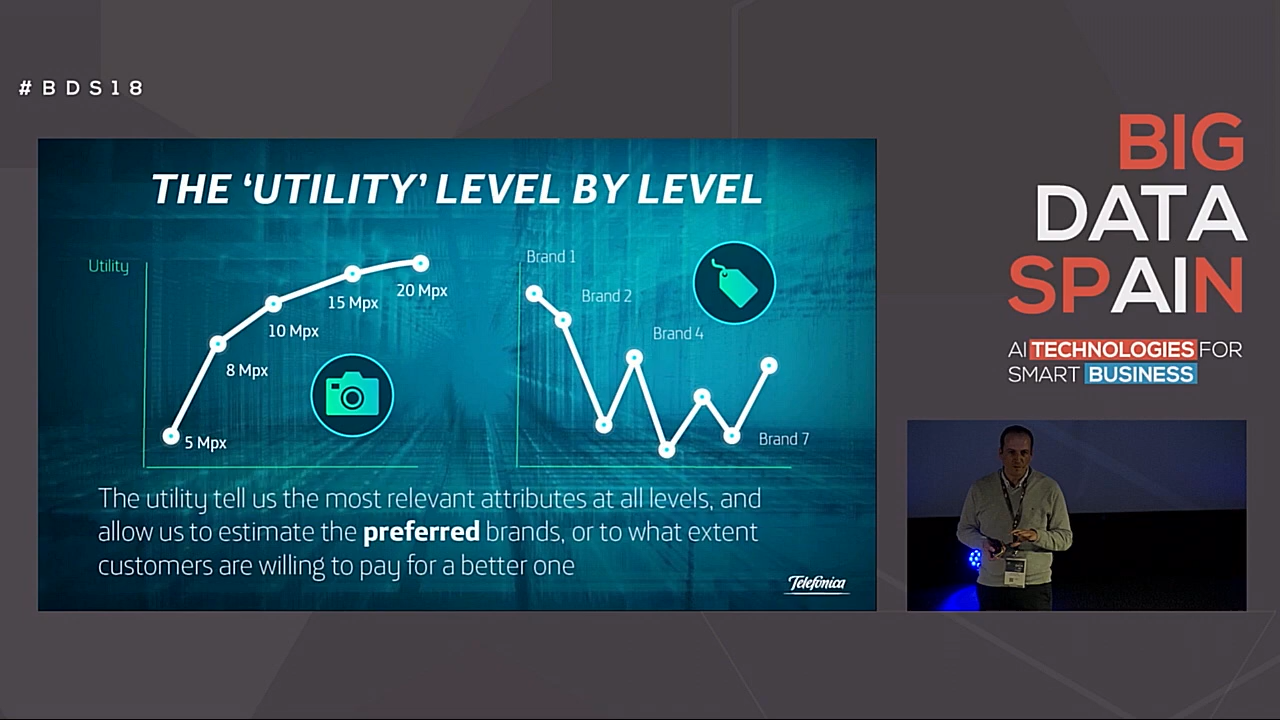 #BDS18
THE ‘UTILITY’ LEVEL BY LEVEL
Utility
5 Mpx
8 Mpx
10 Mpx
15 Mpx
20 Mpx
Brand 1
Brand 2
Brand 4
Brand 7
The utility tell us the most relevant attributes at all levels, and
allow us to estimate the preferred brands, or to what extent
customers are willing to pay for a better one
Telefónica
BIG
DATA
SPAIN
AI TECHNOLOGIES FOR
SMART BUSINESS